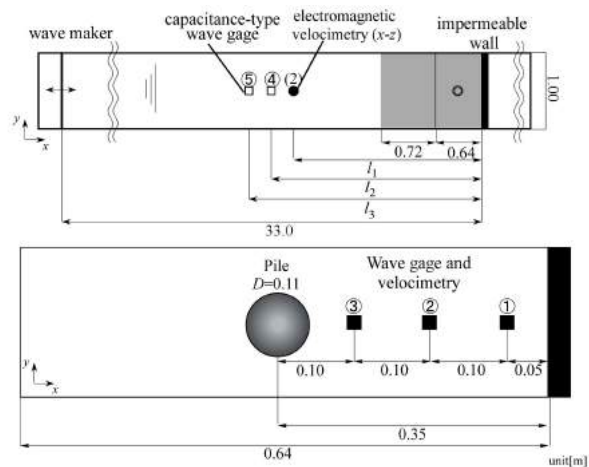 wave maker
capacitance-type
wave gage
electromagnetic
velocimetry (x-z)
impermeable
wall
⑤ ④ (2)
1.00
y
x
0.72 0.64
l1
l2
l3
33.0
Pile
D=0.11
Wave gage and
velocimetry
③ ② ①
y
x
0.10 0.10 0.10 0.05
0.35
0.64
unit[m]